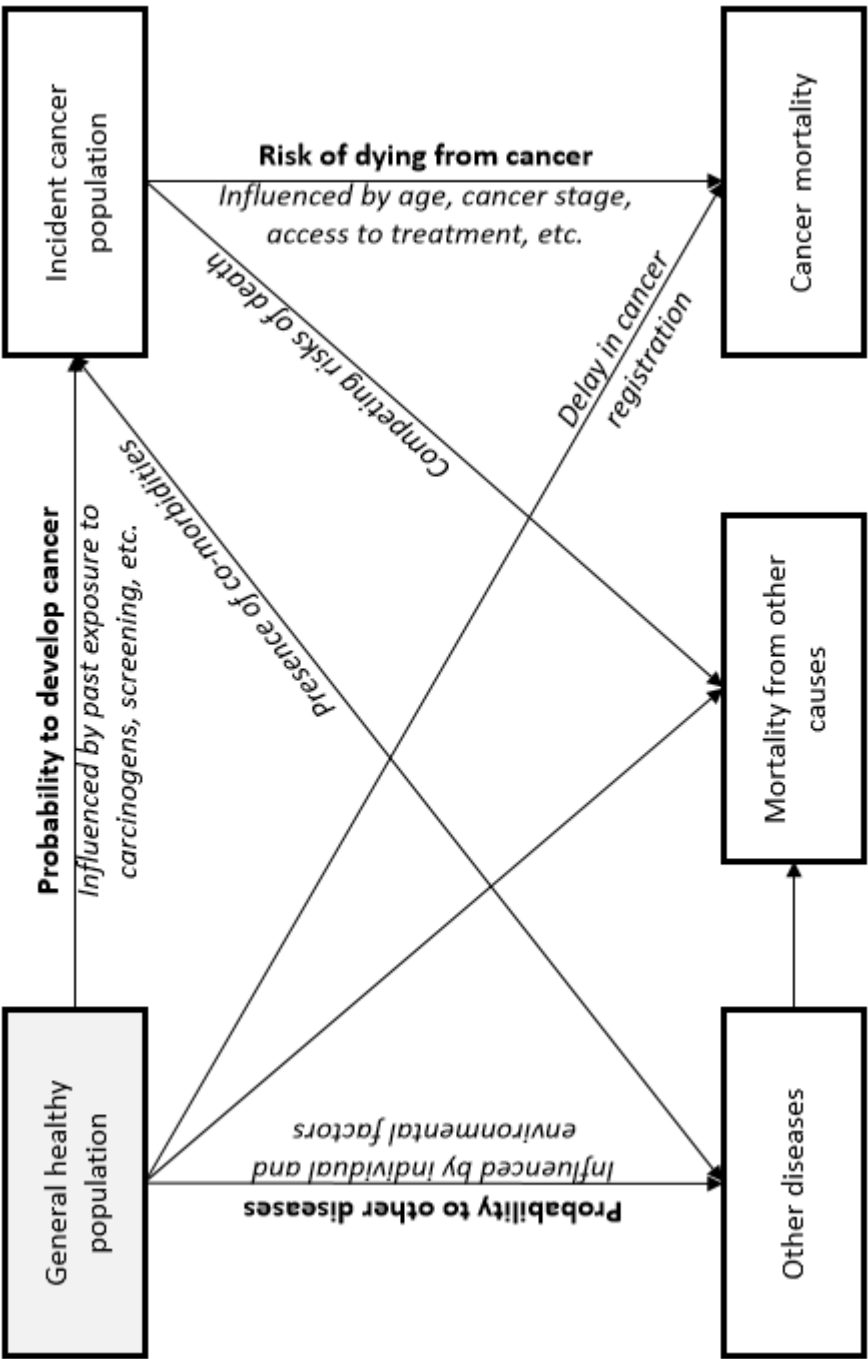 General healthy
population
Probability to develop cancer
Influenced by past exposure to
carcinogens, screening, etc.
Incident cancer
population
Probability to other diseases
Influenced by individual and
environmental factors
Presence of co-morbidities
Competing risks of death
Risk of dying from cancer
Influenced by age, cancer stage,
access to treatment, etc.
Delay in cancer
registration
Other diseases
Mortality from other
causes
Cancer mortality